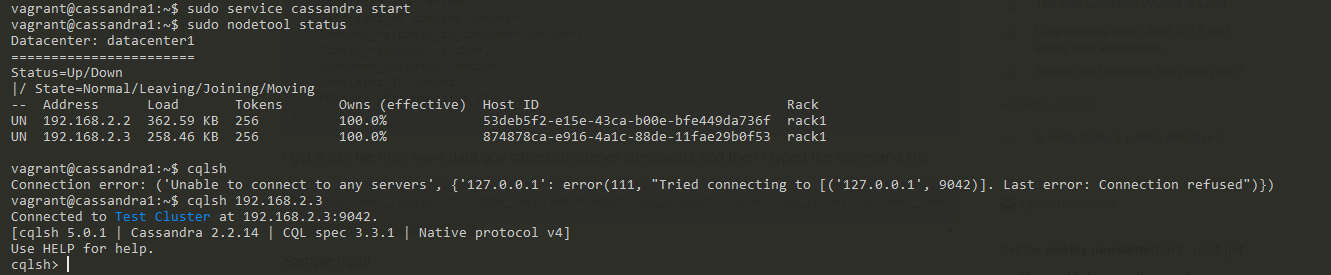 vagrant@cassandra1:~$ sudo service cassandra start
vagrant@cassandra1:~$ sudo nodetool status
Datacenter: datacenter1
=======================
Status=Up/Down
|/ State=Normal/Leaving/Joining/Moving
--  Address      Load       Tokens       Owns (effective)  Host ID                               Rack
UN  192.168.2.2  362.59 KB  256          100.0%            53deb5f2-e15e-43ca-b00e-bfe449da736f  rack1
UN  192.168.2.3  258.46 KB  256          100.0%            874878ca-e916-4a1c-88de-11fae29b0f53  rack1
vagrant@cassandra1:~$ cqlsh
Connection error: ('Unable to connect to any servers', {'127.0.0.1': error(111, "Tried connecting to [('127.0.0.1', 9042)]. Last error: Connection refused")})
vagrant@cassandra1:~$ cqlsh 192.168.2.3
Connected to Test Cluster at 192.168.2.3:9042.
[cqlsh 5.0.1 | Cassandra 2.2.14 | CQL spec 3.3.1 | Native protocol v4]
Use HELP for help.
cqlsh>